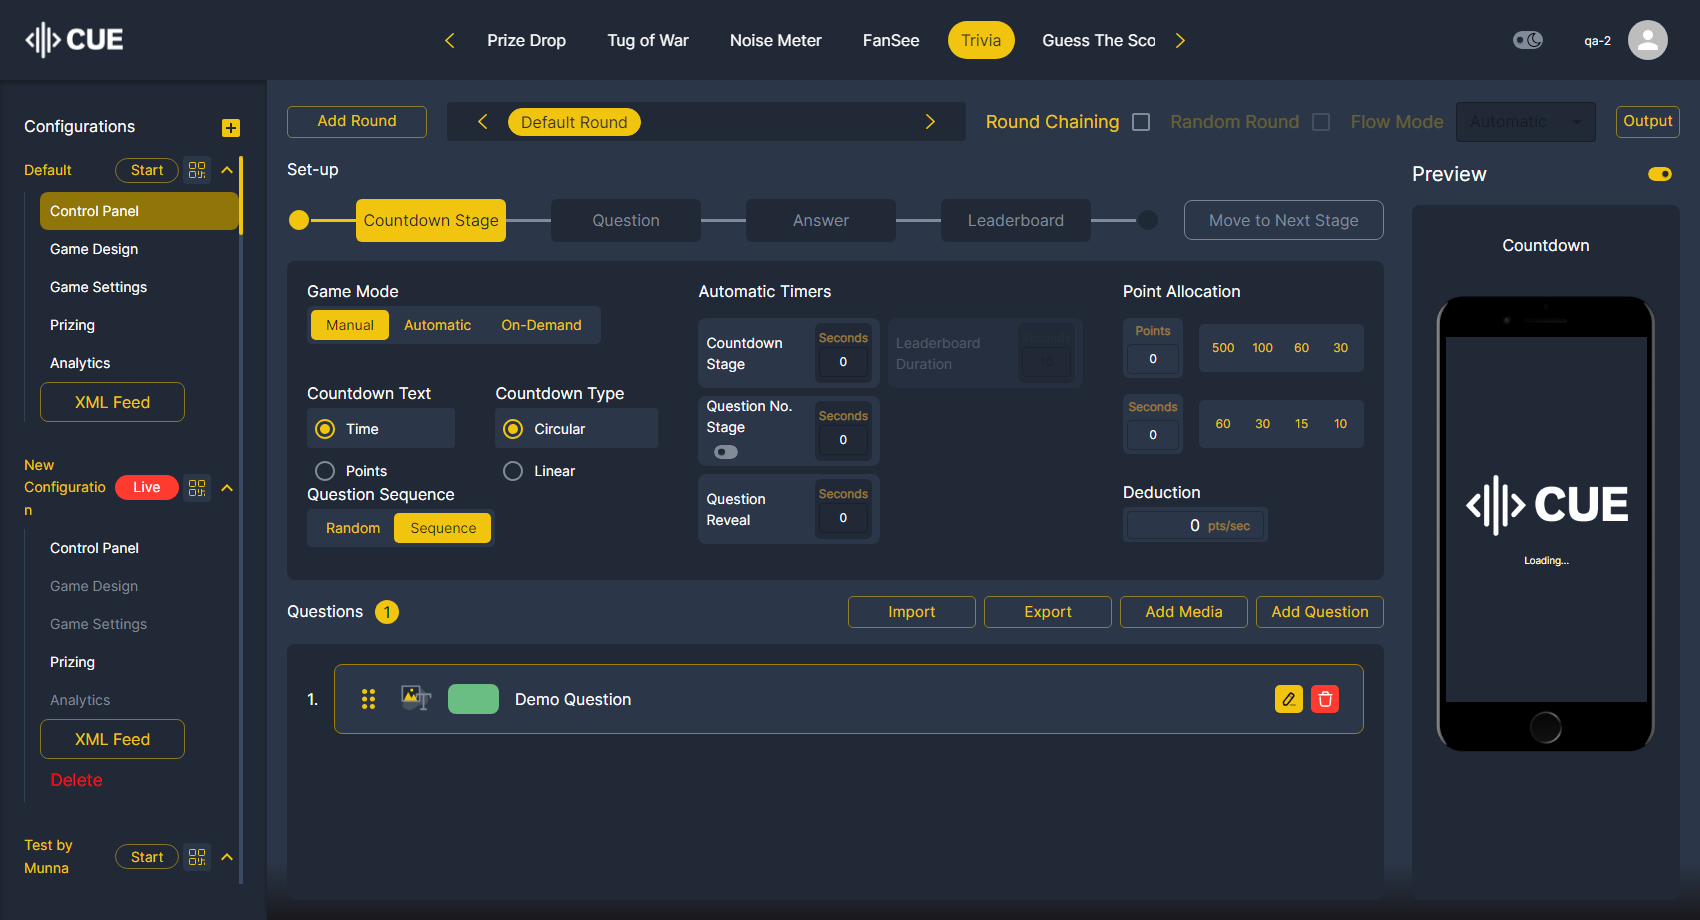 CUE
Prize Drop
Tug of War
Noise Meter
FanSee
Trivia
Guess The Sco
qa-2
Configurations
Default
Start
Control Panel
Game Design
Game Settings
Prizing
Analytics
XML Feed
New
Configuratio
n
Live
Control Panel
Game Design
Game Settings
Prizing
Analytics
XML Feed
Delete
Test by
Munna
Start
Add Round
Default Round
Round Chaining
Random Round
Flow Mode
Automatic
Output
Set-up
Countdown Stage
Question
Answer
Leaderboard
Move to Next Stage
Game Mode
Manual
Automatic
On-Demand
Countdown Text
Time
Points
Countdown Type
Circular
Linear
Question Sequence
Random
Sequence
Automatic Timers
Countdown
Stage
Seconds
0
Leaderboard
Duration
Seconds
10
Question No.
Stage
Seconds
0
Question
Reveal
Seconds
0
Point Allocation
Points
0
500
100
60
30
Seconds
0
60
30
15
10
Deduction
0 pts/sec
Questions 1
Import
Export
Add Media
Add Question
1.
Demo Question
Preview
Countdown
CUE
Loading...